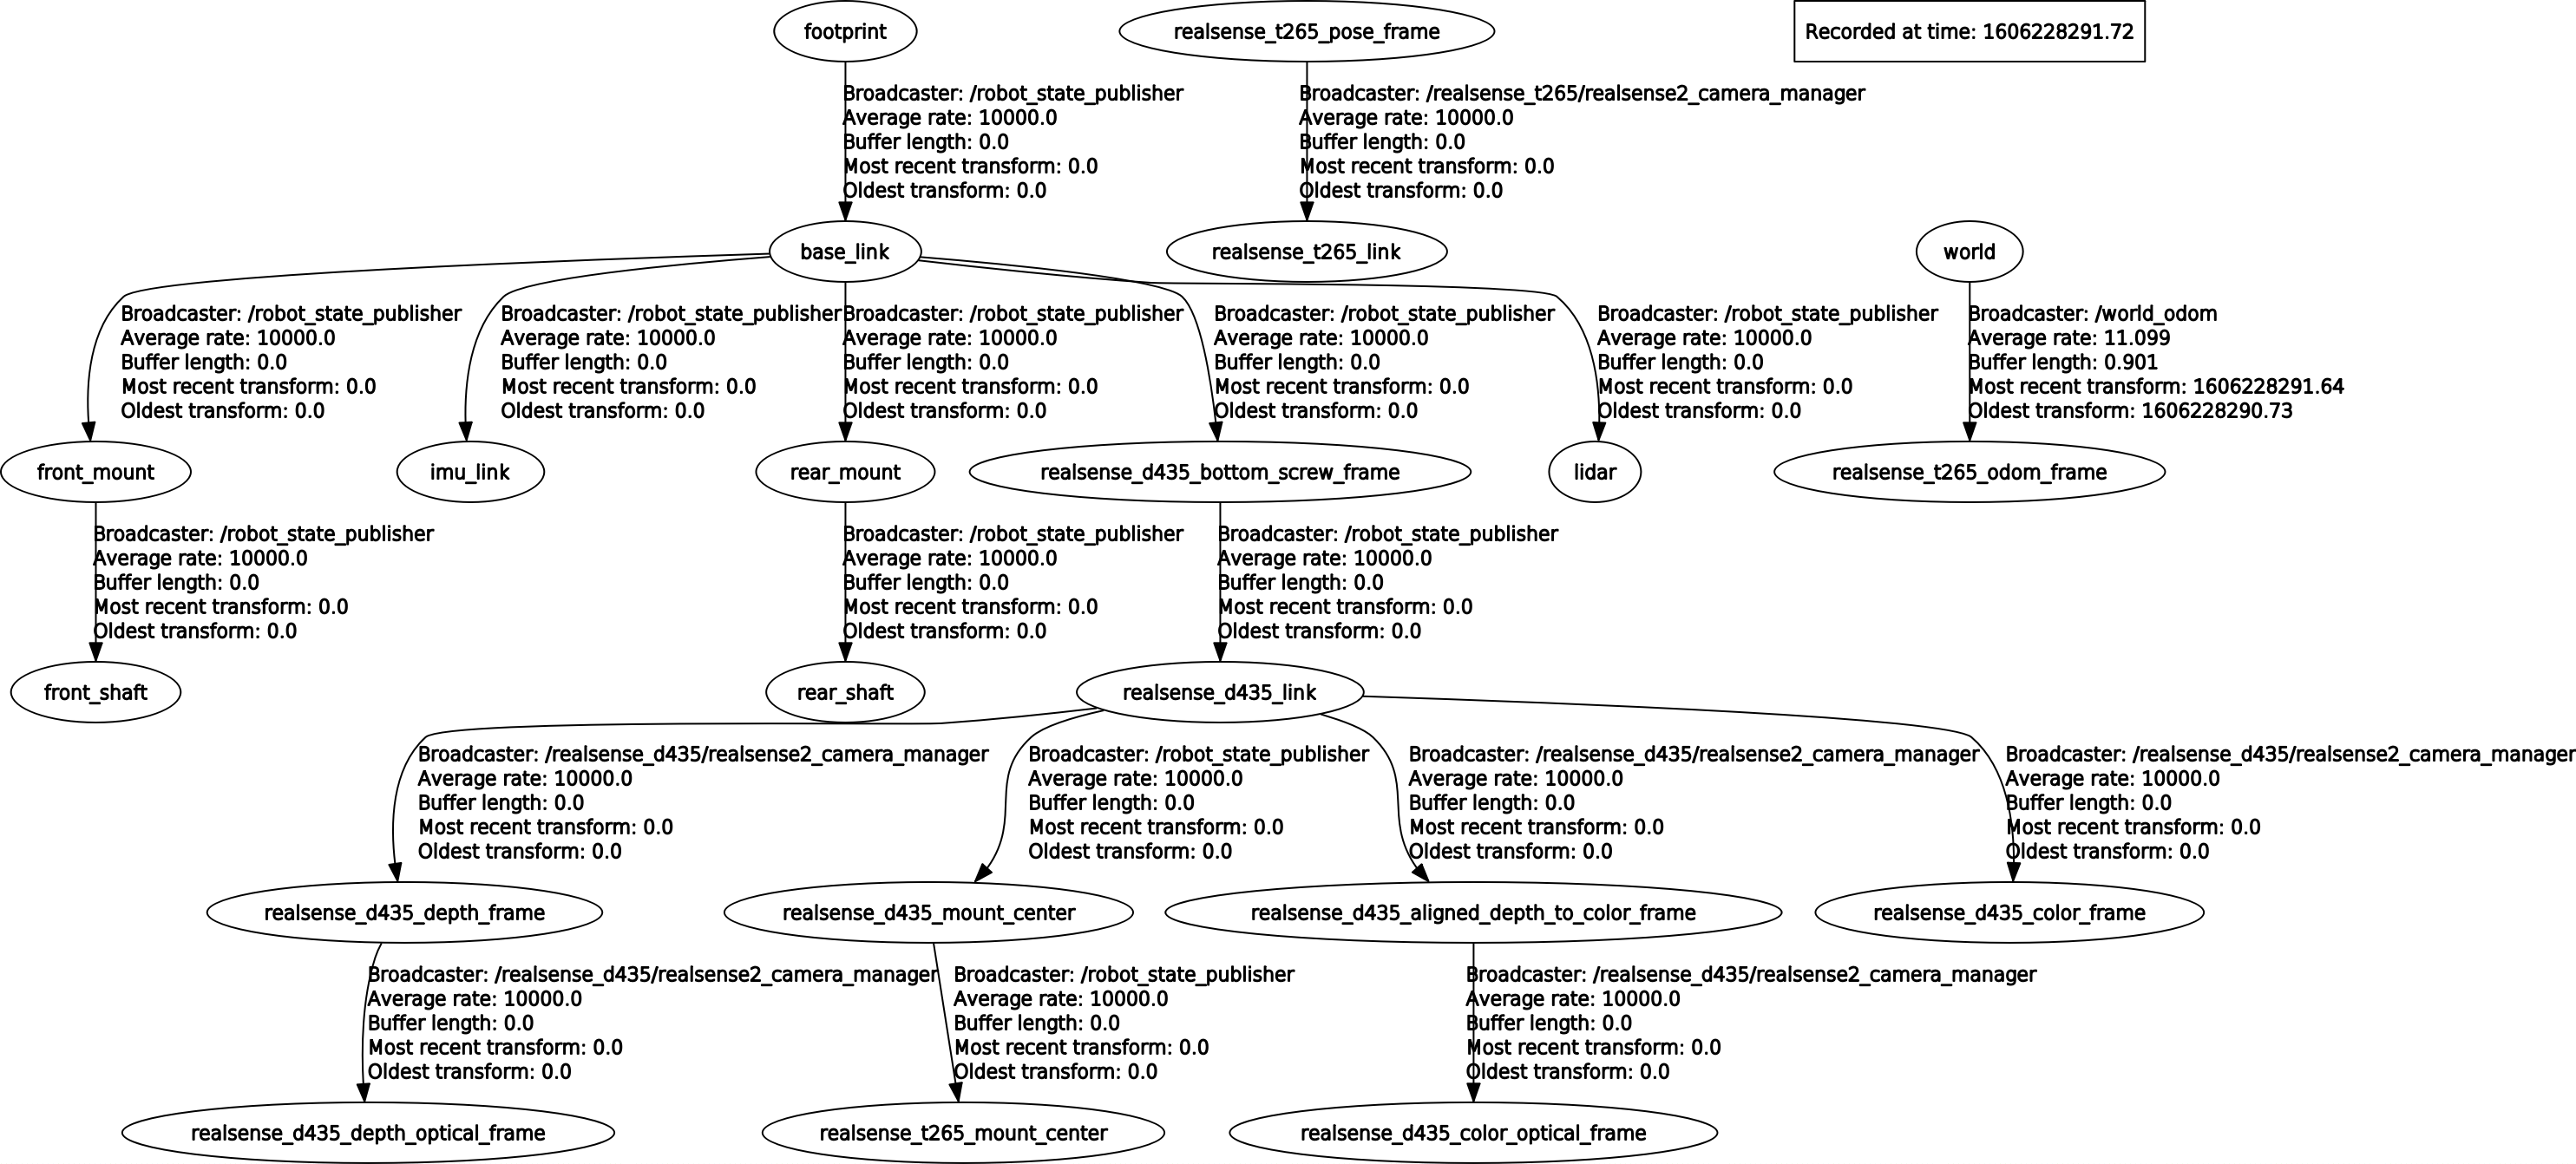 footprint
realsense_t265_pose_frame
Recorded at time: 1606228291.72
Broadcaster: /robot_state_publisher
Average rate: 10000.0
Buffer length: 0.0
Most recent transform: 0.0
Oldest transform: 0.0
Broadcaster: /realsense_t265/realsense2_camera_manager
Average rate: 10000.0
Buffer length: 0.0
Most recent transform: 0.0
Oldest transform: 0.0
base_link
realsense_t265_link
world
Broadcaster: /robot_state_publisher
Average rate: 10000.0
Buffer length: 0.0
Most recent transform: 0.0
Oldest transform: 0.0
Broadcaster: /robot_state_publisher
Average rate: 10000.0
Buffer length: 0.0
Most recent transform: 0.0
Oldest transform: 0.0
Broadcaster: /robot_state_publisher
Average rate: 10000.0
Buffer length: 0.0
Most recent transform: 0.0
Oldest transform: 0.0
Broadcaster: /robot_state_publisher
Average rate: 10000.0
Buffer length: 0.0
Most recent transform: 0.0
Oldest transform: 0.0
Broadcaster: /robot_state_publisher
Average rate: 10000.0
Buffer length: 0.0
Most recent transform: 0.0
Oldest transform: 0.0
Broadcaster: /world_odom
Average rate: 11.099
Buffer length: 0.901
Most recent transform: 1606228291.64
Oldest transform: 1606228290.73
front_mount
imu_link
rear_mount
realsense_d435_bottom_screw_frame
lidar
realsense_t265_odom_frame
Broadcaster: /robot_state_publisher
Average rate: 10000.0
Buffer length: 0.0
Most recent transform: 0.0
Oldest transform: 0.0
Broadcaster: /robot_state_publisher
Average rate: 10000.0
Buffer length: 0.0
Most recent transform: 0.0
Oldest transform: 0.0
Broadcaster: /robot_state_publisher
Average rate: 10000.0
Buffer length: 0.0
Most recent transform: 0.0
Oldest transform: 0.0
front_shaft
rear_shaft
realsense_d435_link
Broadcaster: /realsense_d435/realsense2_camera_manager
Average rate: 10000.0
Buffer length: 0.0
Most recent transform: 0.0
Oldest transform: 0.0
Broadcaster: /robot_state_publisher
Average rate: 10000.0
Buffer length: 0.0
Most recent transform: 0.0
Oldest transform: 0.0
Broadcaster: /realsense_d435/realsense2_camera_manager
Average rate: 10000.0
Buffer length: 0.0
Most recent transform: 0.0
Oldest transform: 0.0
Broadcaster: /realsense_d435/realsense2_camera_manager
Average rate: 10000.0
Buffer length: 0.0
Most recent transform: 0.0
Oldest transform: 0.0
realsense_d435_depth_frame
realsense_d435_mount_center
realsense_d435_aligned_depth_to_color_frame
realsense_d435_color_frame
Broadcaster: /realsense_d435/realsense2_camera_manager
Average rate: 10000.0
Buffer length: 0.0
Most recent transform: 0.0
Oldest transform: 0.0
Broadcaster: /robot_state_publisher
Average rate: 10000.0
Buffer length: 0.0
Most recent transform: 0.0
Oldest transform: 0.0
Broadcaster: /realsense_d435/realsense2_camera_manager
Average rate: 10000.0
Buffer length: 0.0
Most recent transform: 0.0
Oldest transform: 0.0
realsense_d435_depth_optical_frame
realsense_t265_mount_center
realsense_d435_color_optical_frame